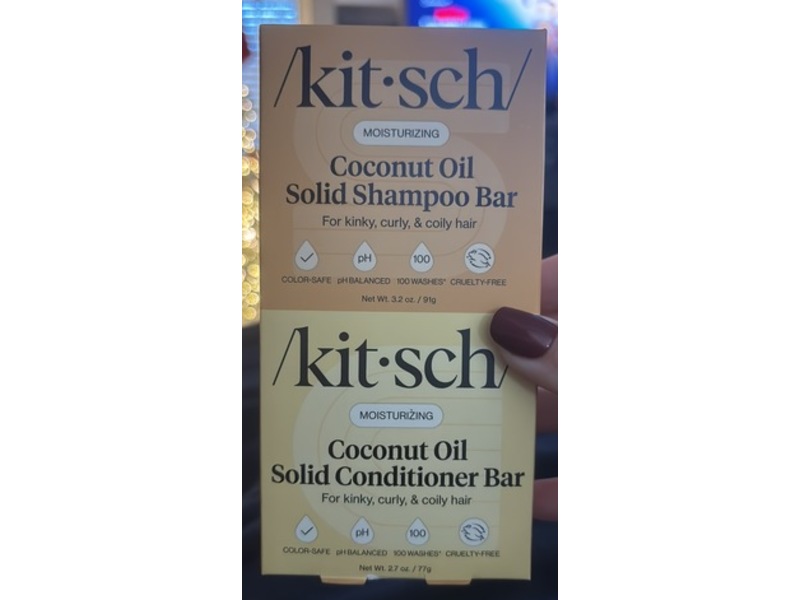 /kit·sch/
MOISTURIZING
Coconut Oil
Solid Shampoo Bar
For kinky, curly, & coily hair
pH
100
COLOR-SAFE pH BALANCED 100 WASHES* CRUELTY-FREE
Net Wt. 3.2 oz. / 91g
/kit·sch/
MOISTURIZING
Coconut Oil
Solid Conditioner Bar
For kinky, curly, & coily hair
pH
100
COLOR-SAFE pH BALANCED 100 WASHES* CRUELTY-FREE
Net Wt. 2.7 oz. / 77g